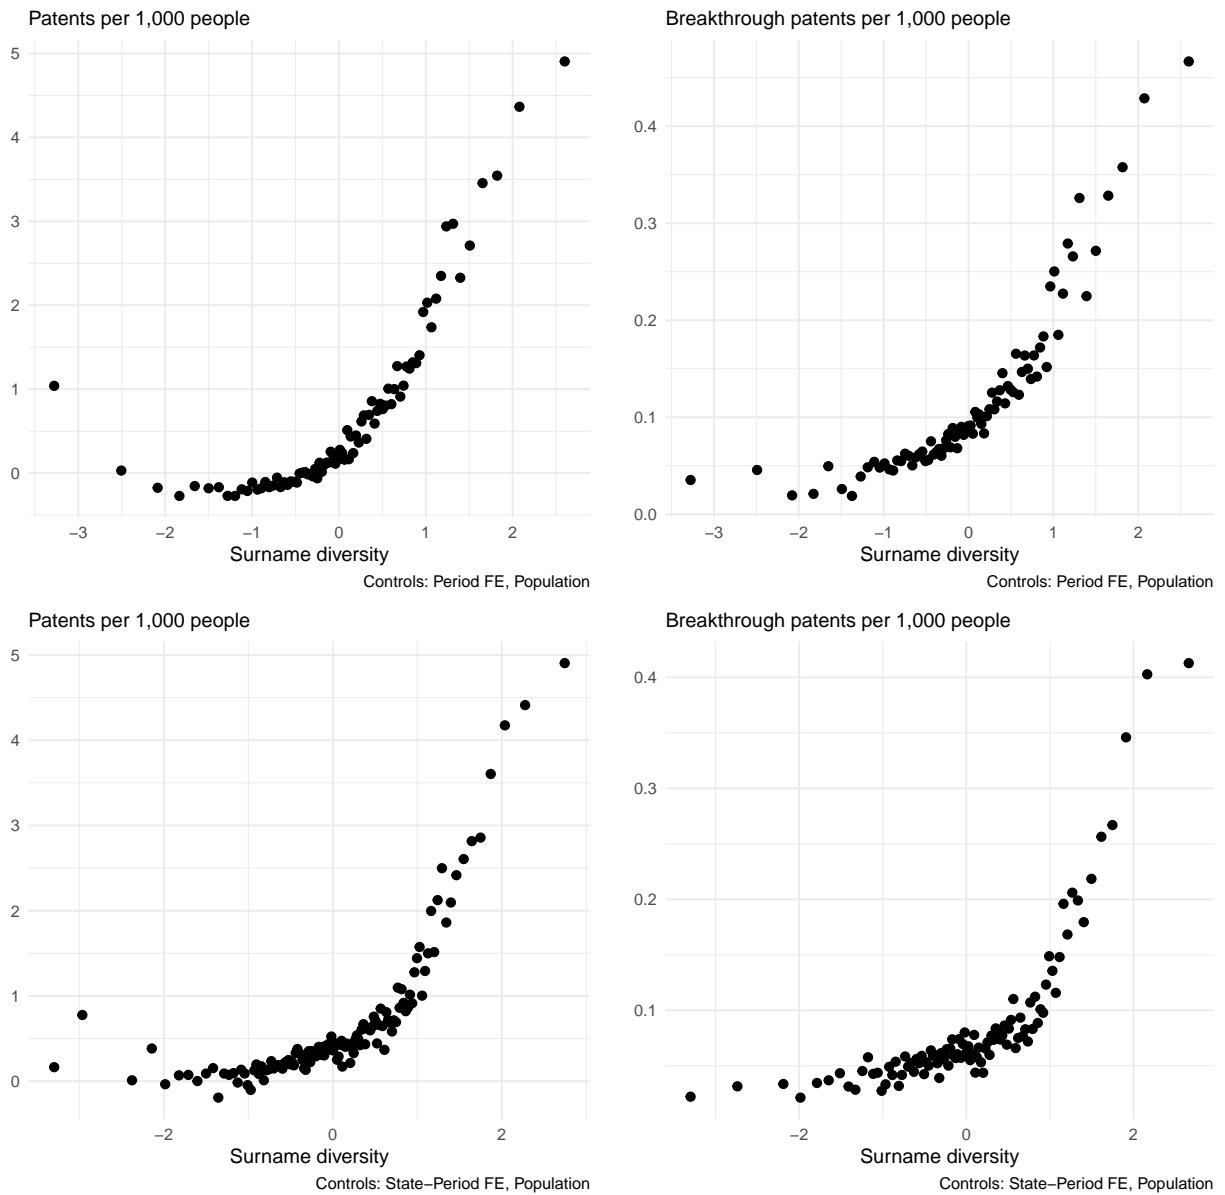 Patents per 1,000 people
5
4
3
2
1
0
−3 −2 −1 0 1 2
Surname diversity
Controls: Period FE, Population
Breakthrough patents per 1,000 people
0.4
0.3
0.2
0.1
0.0
−3 −2 −1 0 1 2
Surname diversity
Controls: Period FE, Population
Patents per 1,000 people
5
4
3
2
1
0
−2 0 2
Surname diversity
Controls: State−Period FE, Population
Breakthrough patents per 1,000 people
0.4
0.3
0.2
0.1
−2 0 2
Surname diversity
Controls: State−Period FE, Population